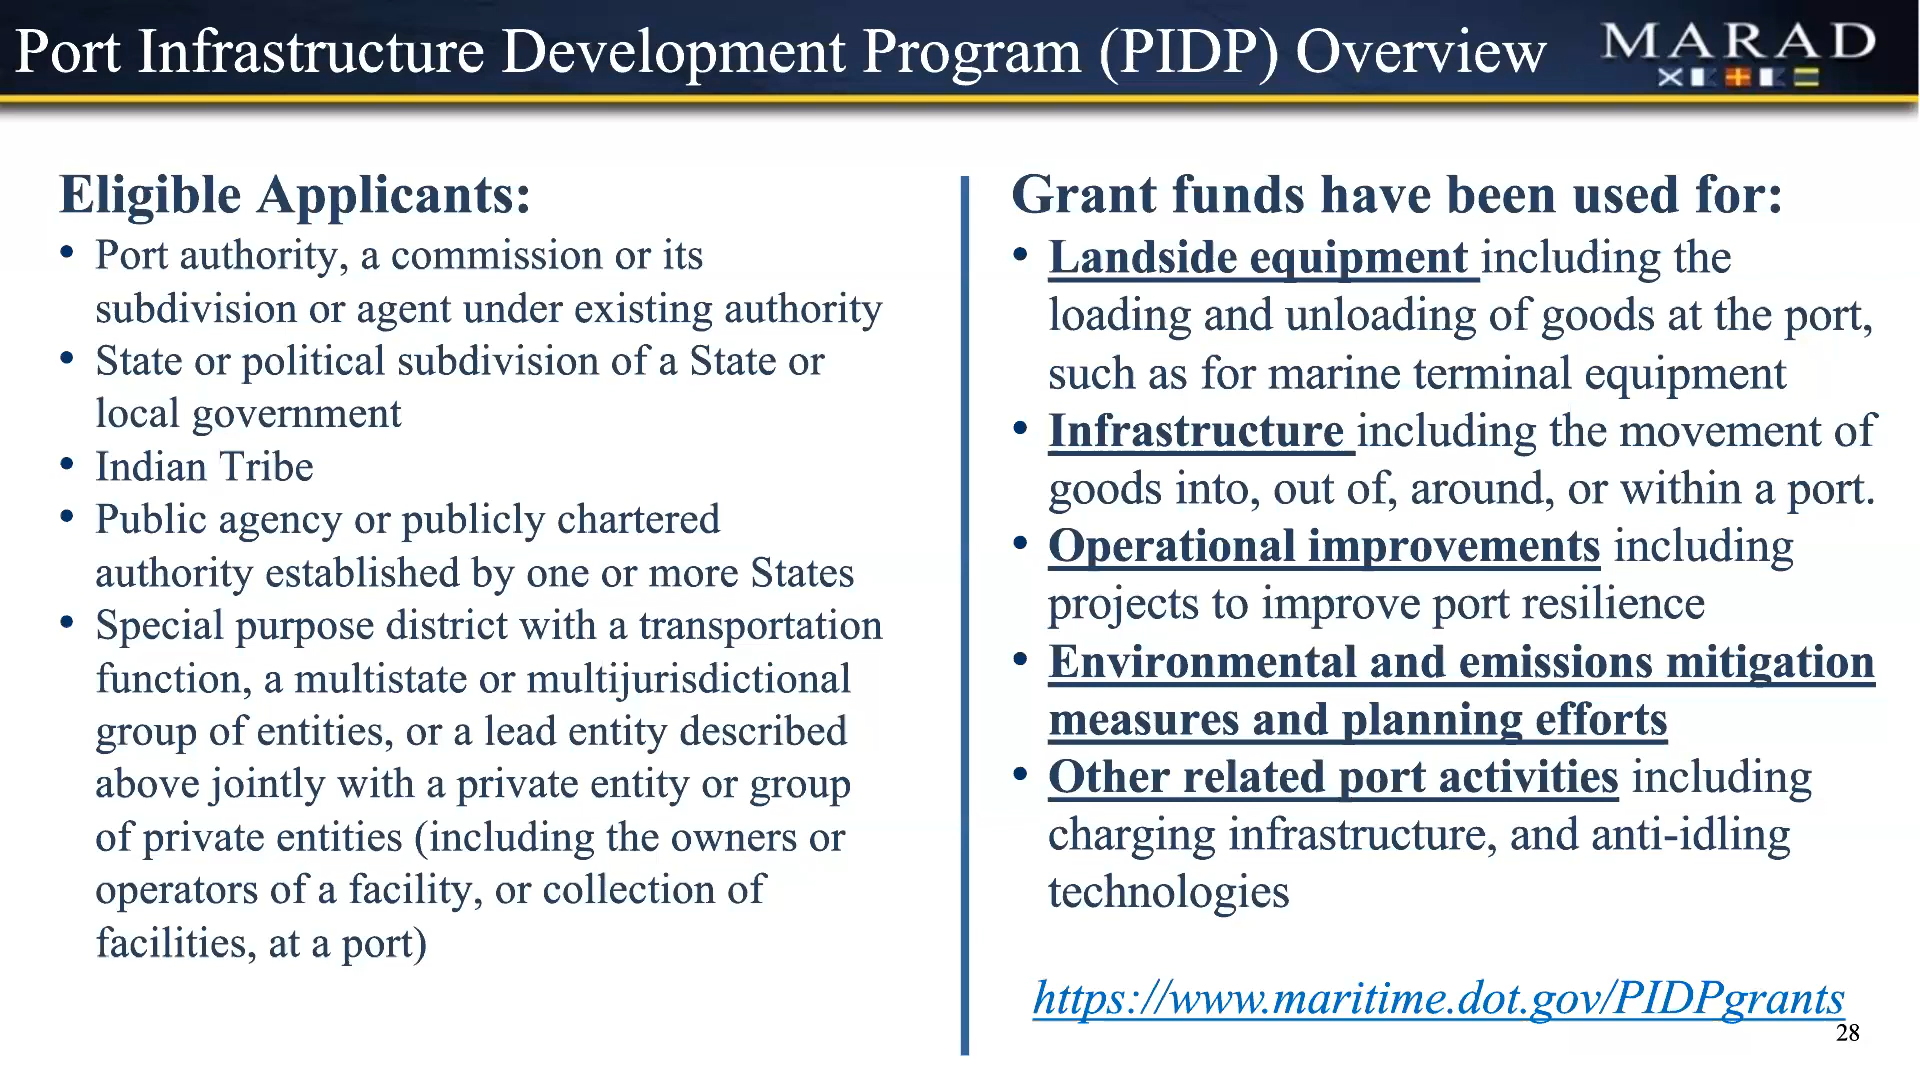 Port Infrastructure Development Program (PIDP) Overview
MARAD
Eligible Applicants:
• Port authority, a commission or its
subdivision or agent under existing authority
• State or political subdivision of a State or
local government
• Indian Tribe
• Public agency or publicly chartered
authority established by one or more States
• Special purpose district with a transportation
function, a multistate or multijurisdictional
group of entities, or a lead entity described
above jointly with a private entity or group
of private entities (including the owners or
operators of a facility, or collection of
facilities, at a port)
Grant funds have been used for:
• Landside equipment including the
loading and unloading of goods at the port,
such as for marine terminal equipment
• Infrastructure including the movement of
goods into, out of, around, or within a port.
• Operational improvements including
projects to improve port resilience
• Environmental and emissions mitigation
measures and planning efforts
• Other related port activities including
charging infrastructure, and anti-idling
technologies
https://www.maritime.dot.gov/PIDPgrants
28